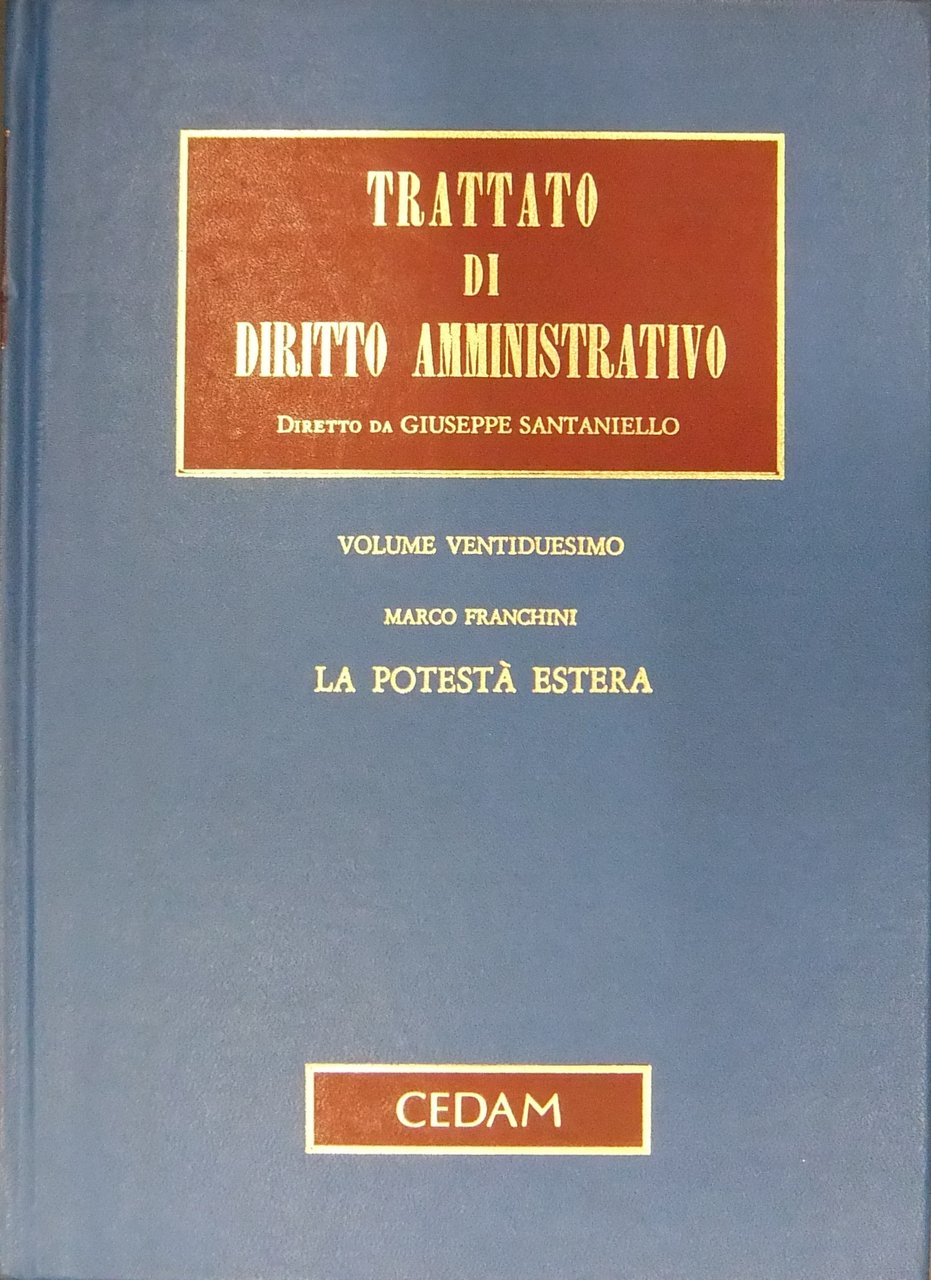 TRATTATO
DI
DIRITTO AMMINISTRATIVO
DIRETTO DA GIUSEPPE SANTANIELLO
VOLUME VENTIDUESIMO
MARCO FRANCHINI
LA POTESTÀ ESTERA
CEDAM